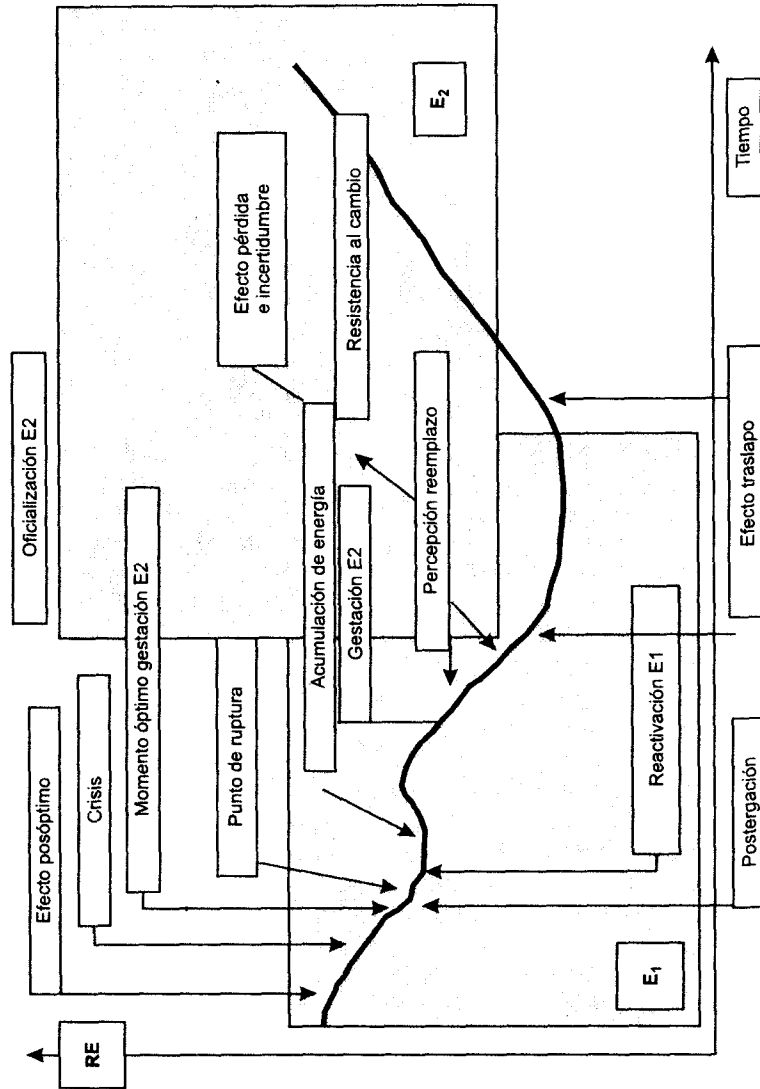 RE
Efecto posóptimo
Crisis
Momento óptimo gestación E2
Oficialización E2
Punto de ruptura
Efecto pérdida
e incertidumbre
Acumulación de energía
Gestación E2
Resistencia al cambio
Percepción reemplazo
E₂
Reactivación E1
E₁
Postergación
Efecto traslapo
Tiempo